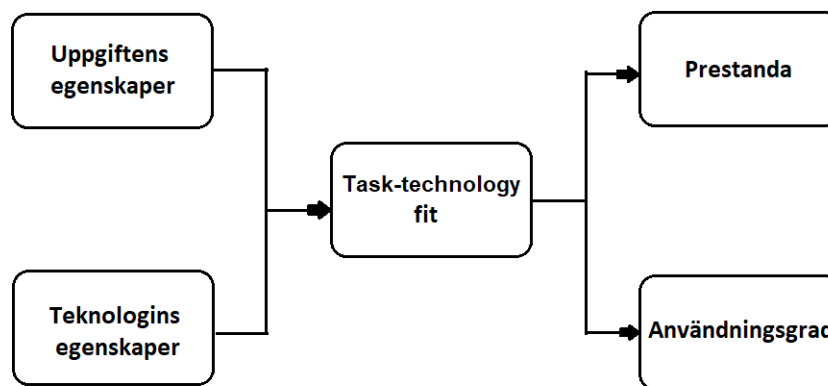 Uppgiftens
egenskaper
Teknologins
egenskaper
Task-technology
fit
Prestanda
Användningsgrad